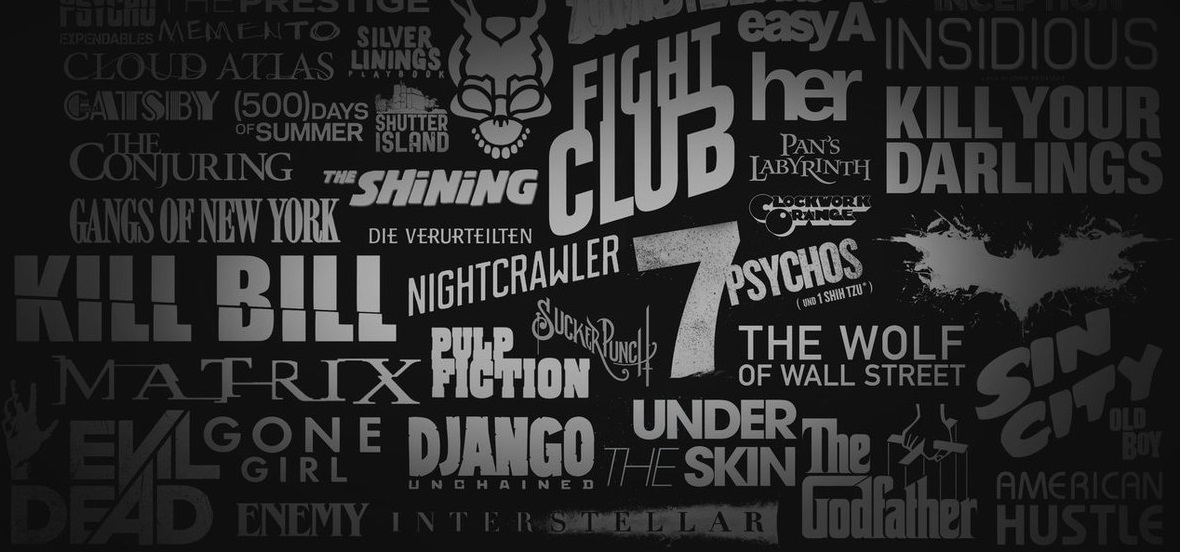 PSYCHO
THE PRESTIGE
INCEPTION
EXPENDABLES
MEMENTO
SILVER
LININGS
PLAYBOOK
easy A
INSIDIOUS
CLOUD ATLAS
FIGHT
CLUB
her
GATSBY
(500) DAYS
OF SUMMER
SHUTTER
ISLAND
KILL YOUR
DARLINGS
THE
CONJURING
PAN'S
LABYRINTH
THE SHiNiNG
CLOCKWORK
ORANGE
GANGS OF NEW YORK
DIE VERURTEILTEN
NIGHTCRAWLER
7
PSYCHOS
(UND 1 SHIH TZU*)
KILL BILL
SUCKER PUNCH
PULP
FICTION
THE WOLF
OF WALL STREET
SIN
CITY
MATRIX
OLD
BOY
EVIL
DEAD
GONE
GIRL
DJANGO
UNCHAINED
UNDER
THE SKIN
The
Godfather
AMERICAN
HUSTLE
ENEMY
INTERSTELLAR